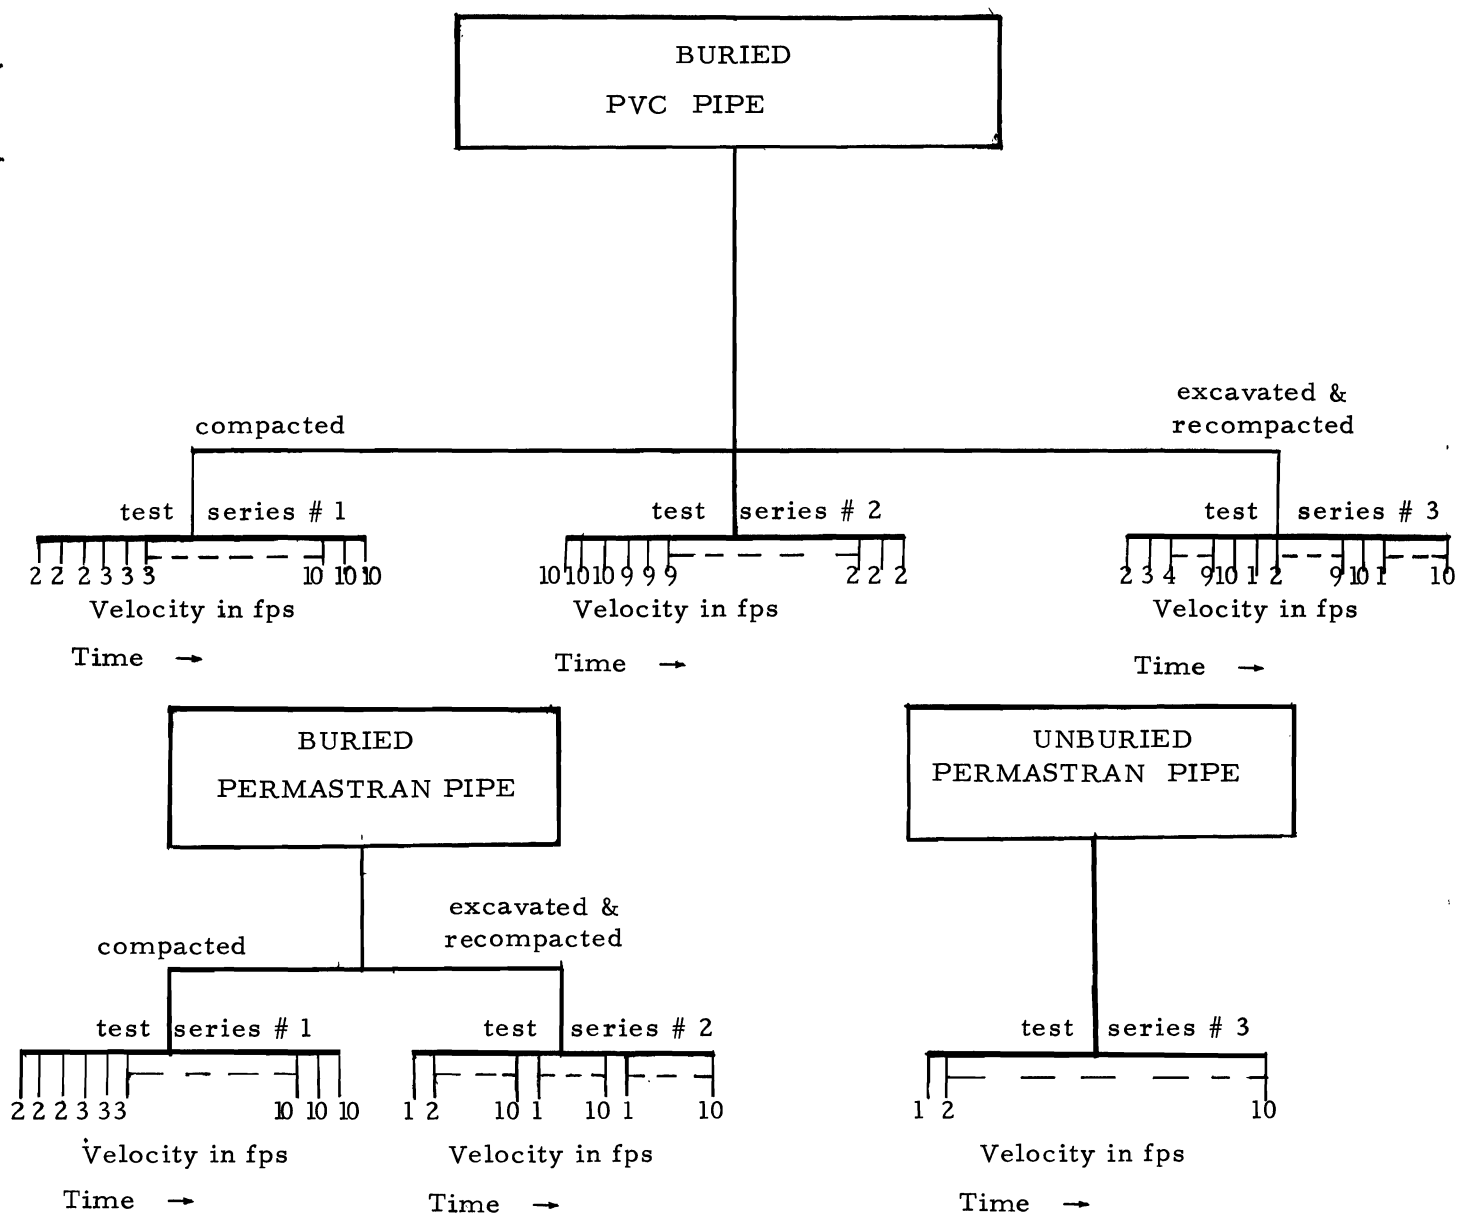 BURIED
PVC PIPE
compacted
excavated &
recompacted
test series # 1
test series # 2
test series # 3
2 2 2 3 3 3 10 10 10
10 10 10 9 9 9 2 2 2
2 3 4 9 10 1 2 9 10 1 10
Velocity in fps
Velocity in fps
Velocity in fps
Time →
Time →
Time →
BURIED
PERMASTRAN PIPE
UNBURIED
PERMASTRAN PIPE
compacted
excavated &
recompacted
test series # 1
test series # 2
test series # 3
2 2 2 3 3 3 10 10 10
1 2 10 1 10 1 10
1 2 10
Velocity in fps
Velocity in fps
Velocity in fps
Time →
Time →
Time →